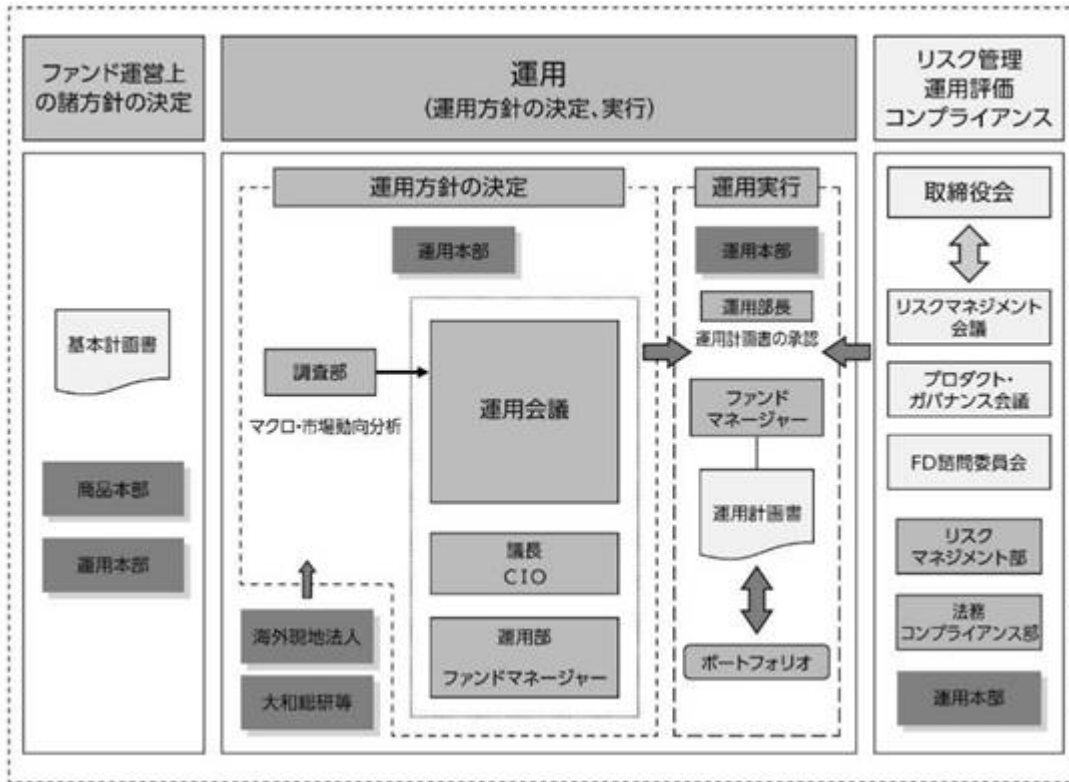 ファンド運営上
の諸方針の決定
運用
(運用方針の決定、実行)
リスク管理
運用評価
コンプライアンス
基本計画書
商品本部
運用本部
運用方針の決定
運用本部
調査部
マクロ・市場動向分析
運用会議
議長
CIO
運用部
ファンドマネージャー
海外現地法人
大和総研等
運用実行
運用本部
運用部長
運用計画書の承認
ファンド
マネージャー
運用計画書
ポートフォリオ
取締役会
リスクマネジメント
会議
プロダクト・
ガバナンス会議
FD諮問委員会
リスク
マネジメント部
法務
コンプライアンス部
運用本部